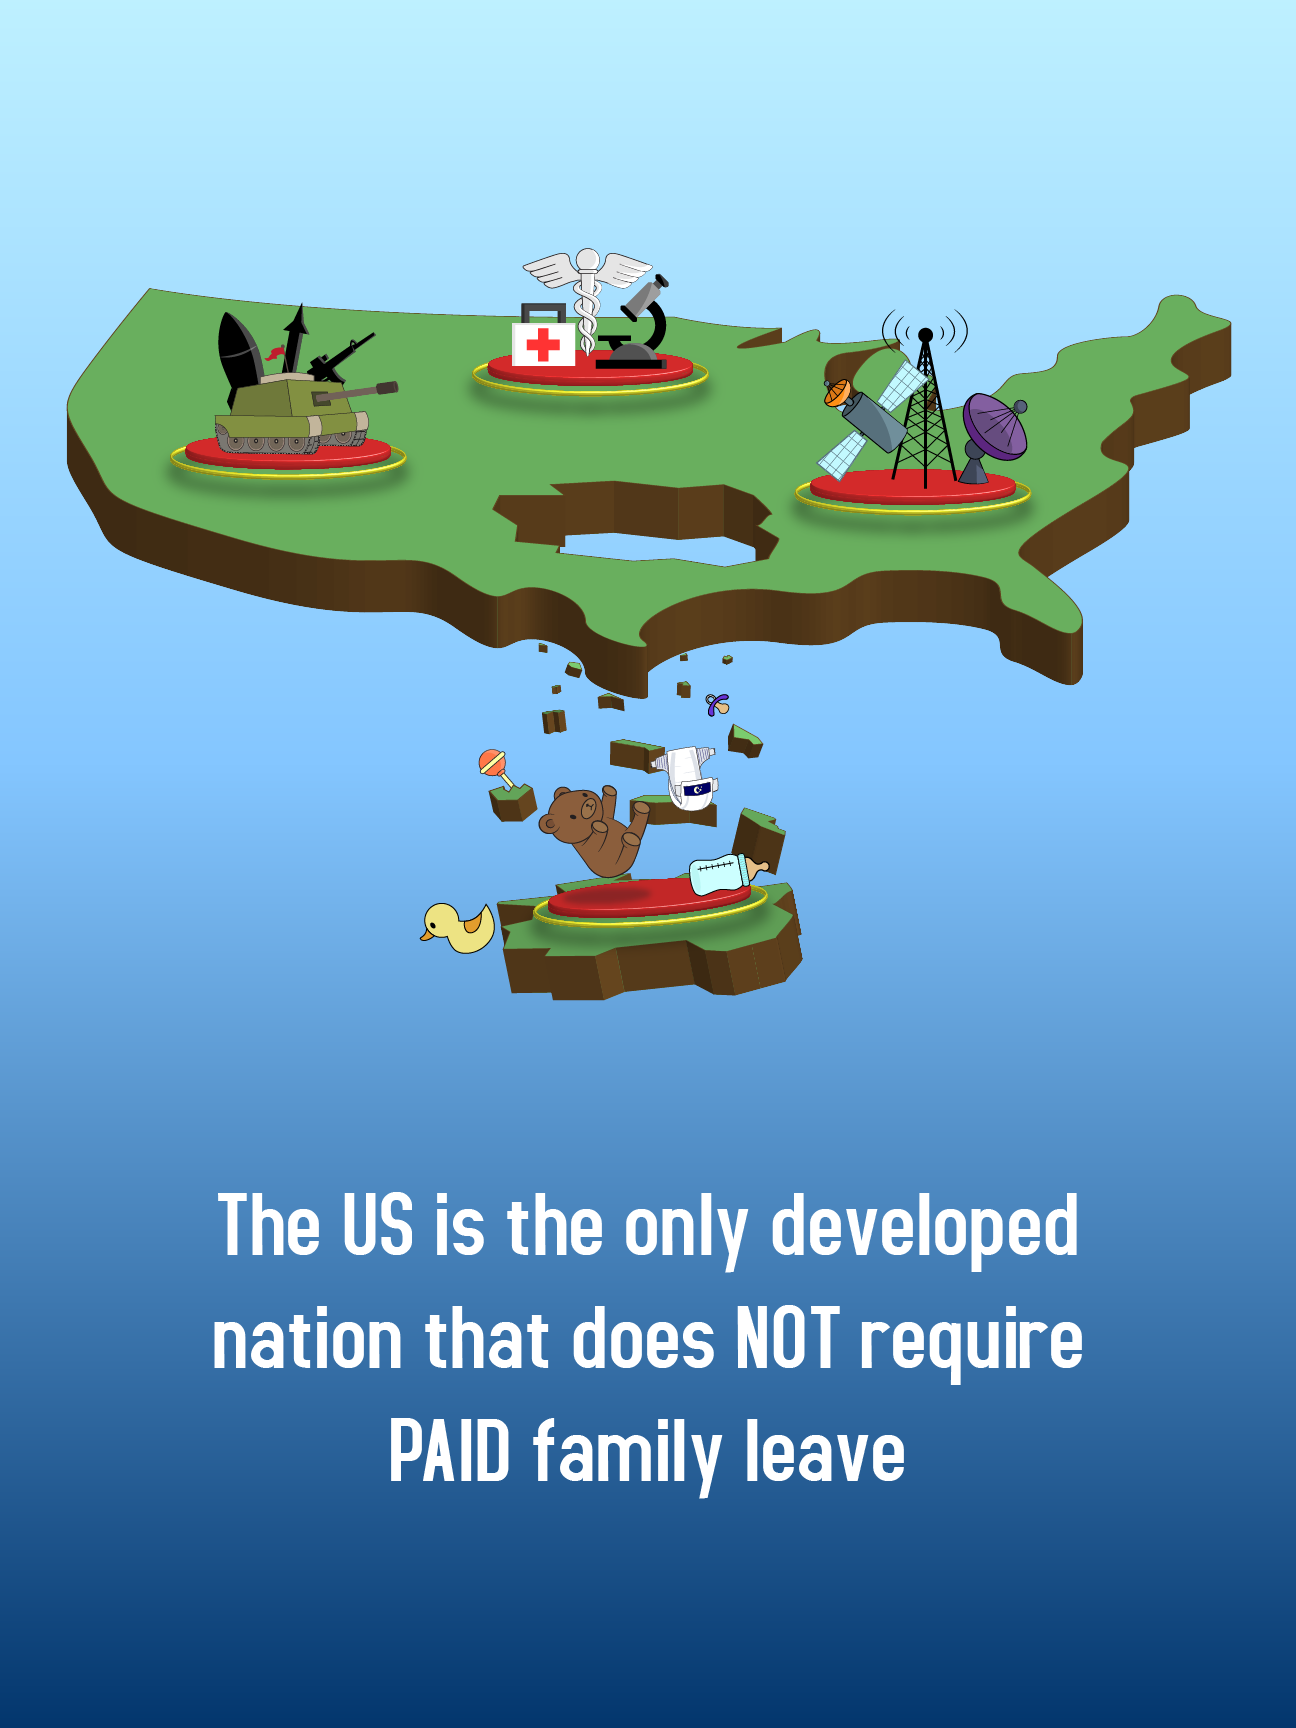 The US is the only developed
nation that does NOT require
PAID family leave